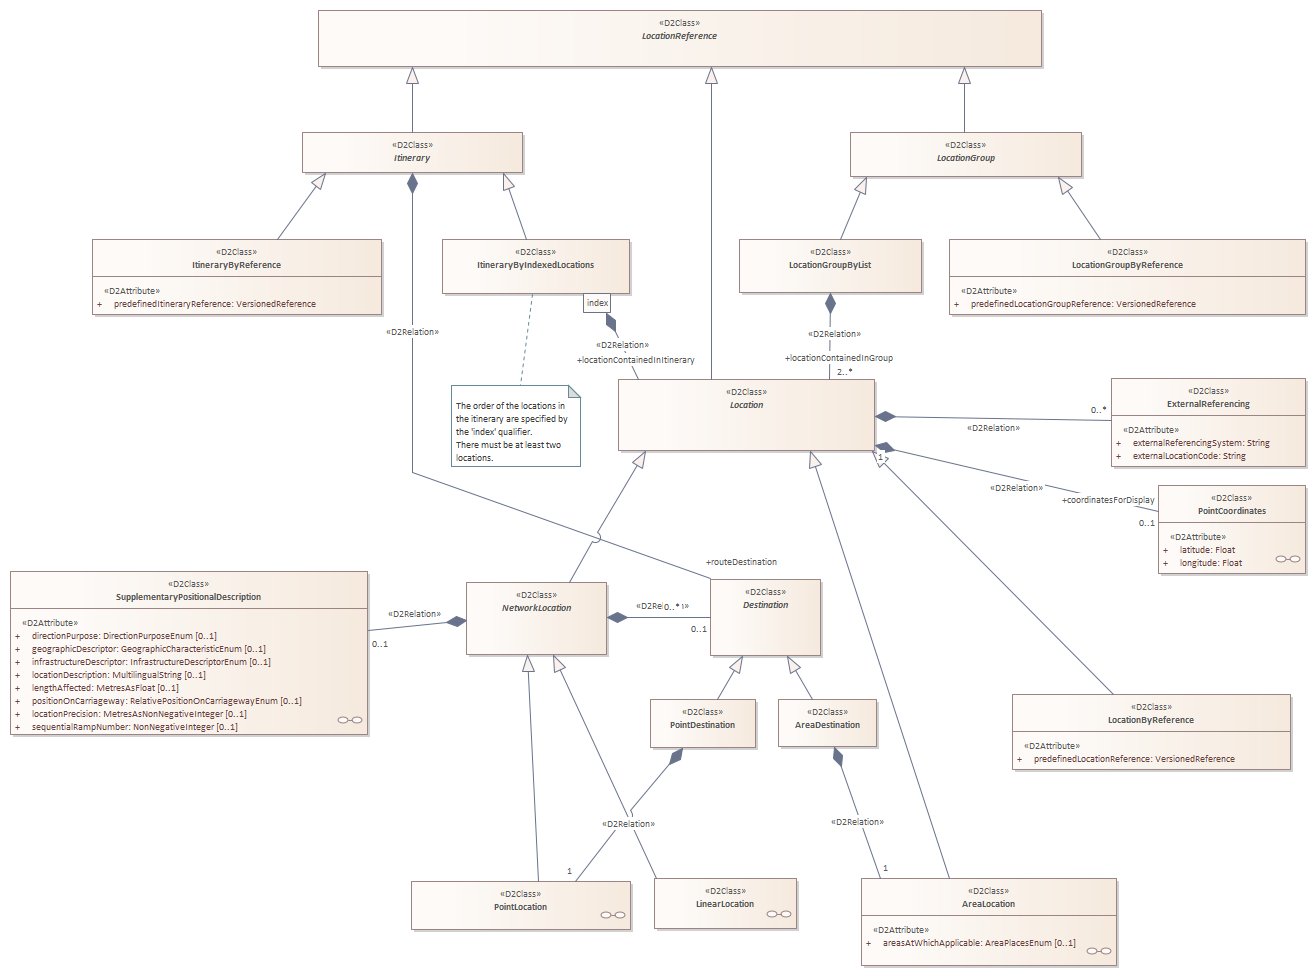 «D2Class»
LocationReference
«D2Class»
Itinerary
«D2Class»
LocationGroup
«D2Class»
ItineraryByReference
«D2Attribute»
+ predefinedItineraryReference: VersionedReference
«D2Class»
ItineraryByIndexedLocations
index
«D2Class»
LocationGroupByList
«D2Class»
LocationGroupByReference
«D2Attribute»
+ predefinedLocationGroupReference: VersionedReference
«D2Relation»
«D2Relation»
+locationContainedInItinerary
«D2Relation»
+locationContainedInGroup
2..*
The order of the locations in
the itinerary are specified by
the 'index' qualifier.
There must be at least two
locations.
«D2Class»
Location
0..*
«D2Relation»
«D2Class»
ExternalReferencing
«D2Attribute»
+ externalReferencingSystem: String
+ externalLocationCode: String
1
«D2Relation»
+coordinatesForDisplay
0..1
«D2Class»
PointCoordinates
«D2Attribute»
+ latitude: Float
+ longitude: Float
+routeDestination
«D2Class»
SupplementaryPositionalDescription
«D2Attribute»
+ directionPurpose: DirectionPurposeEnum [0..1]
+ geographicDescriptor: GeographicCharacteristicEnum [0..1]
+ infrastructureDescriptor: InfrastructureDescriptorEnum [0..1]
+ locationDescription: MultilingualString [0..1]
+ lengthAffected: MetresAsFloat [0..1]
+ positionOnCarriageway: RelativePositionOnCarriagewayEnum [0..1]
+ locationPrecision: MetresAsNonNegativeInteger [0..1]
+ sequentialRampNumber: NonNegativeInteger [0..1]
«D2Relation»
0..1
«D2Class»
NetworkLocation
0..*
0..1
«D2Class»
Destination
«D2Class»
PointDestination
«D2Class»
AreaDestination
«D2Class»
LocationByReference
«D2Attribute»
+ predefinedLocationReference: VersionedReference
«D2Relation»
1
«D2Relation»
1
«D2Class»
PointLocation
«D2Class»
LinearLocation
«D2Class»
AreaLocation
«D2Attribute»
+ areasAtWhichApplicable: AreaPlacesEnum [0..1]